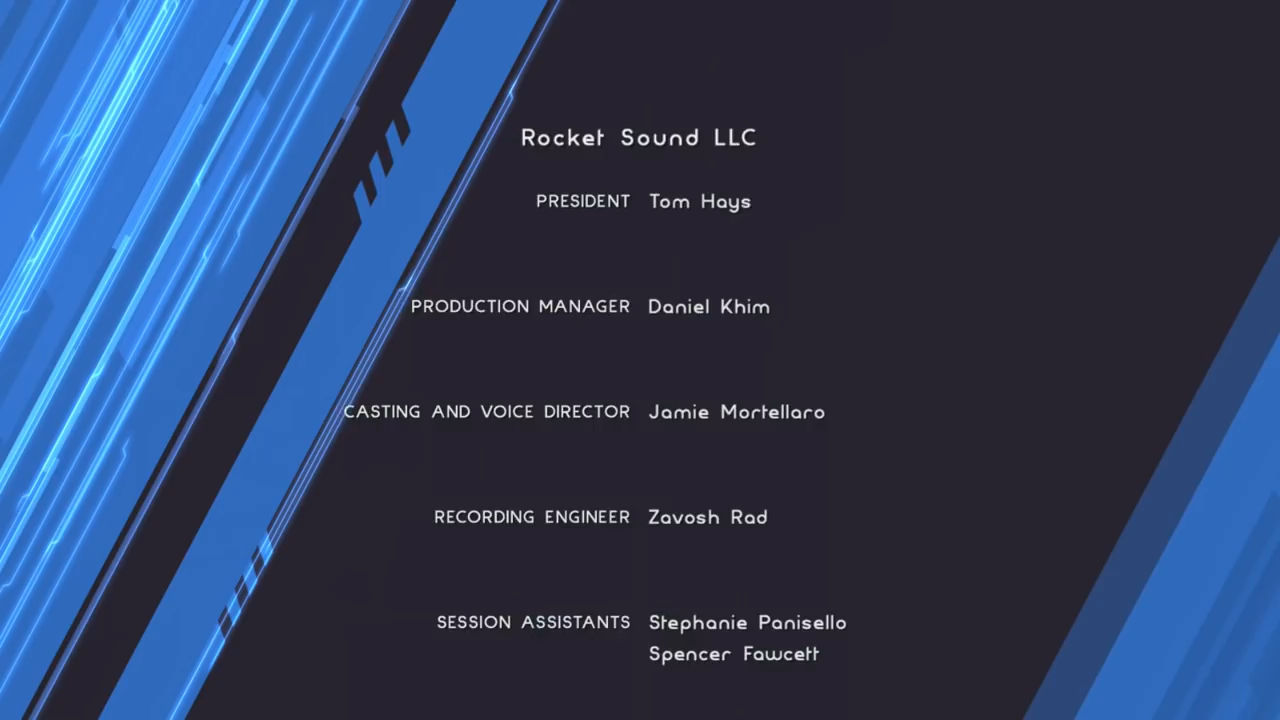 Rocket Sound LLC
PRESIDENT Tom Hays
PRODUCTION MANAGER Daniel Khim
CASTING AND VOICE DIRECTOR Jamie Mortellaro
RECORDING ENGINEER Zavosh Rad
SESSION ASSISTANTS Stephanie Panisello
Spencer Fawcett